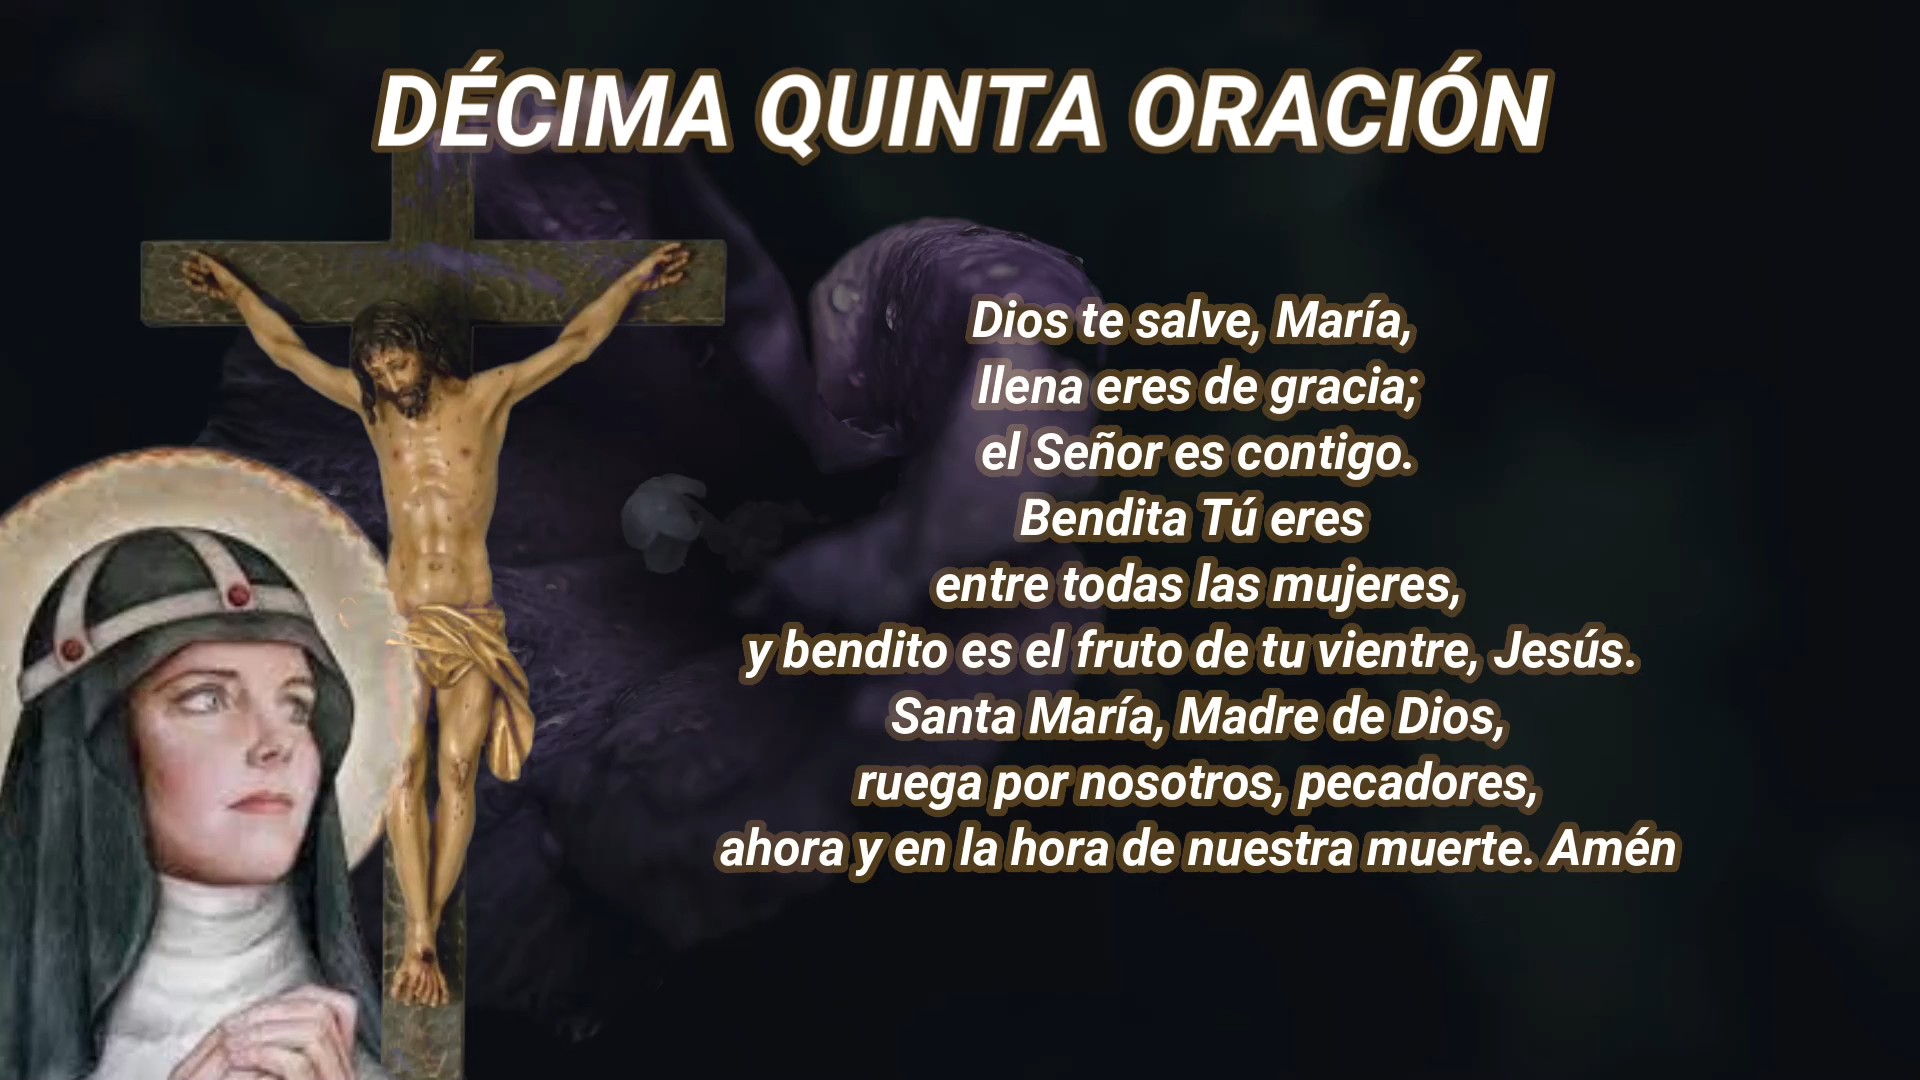 DÉCIMA QUINTA ORACIÓN
Dios te salve, María,
llena eres de gracia;
el Señor es contigo.
Bendita Tú eres
entre todas las mujeres,
y bendito es el fruto de tu vientre, Jesús.
Santa María, Madre de Dios,
ruega por nosotros, pecadores,
ahora y en la hora de nuestra muerte. Amén